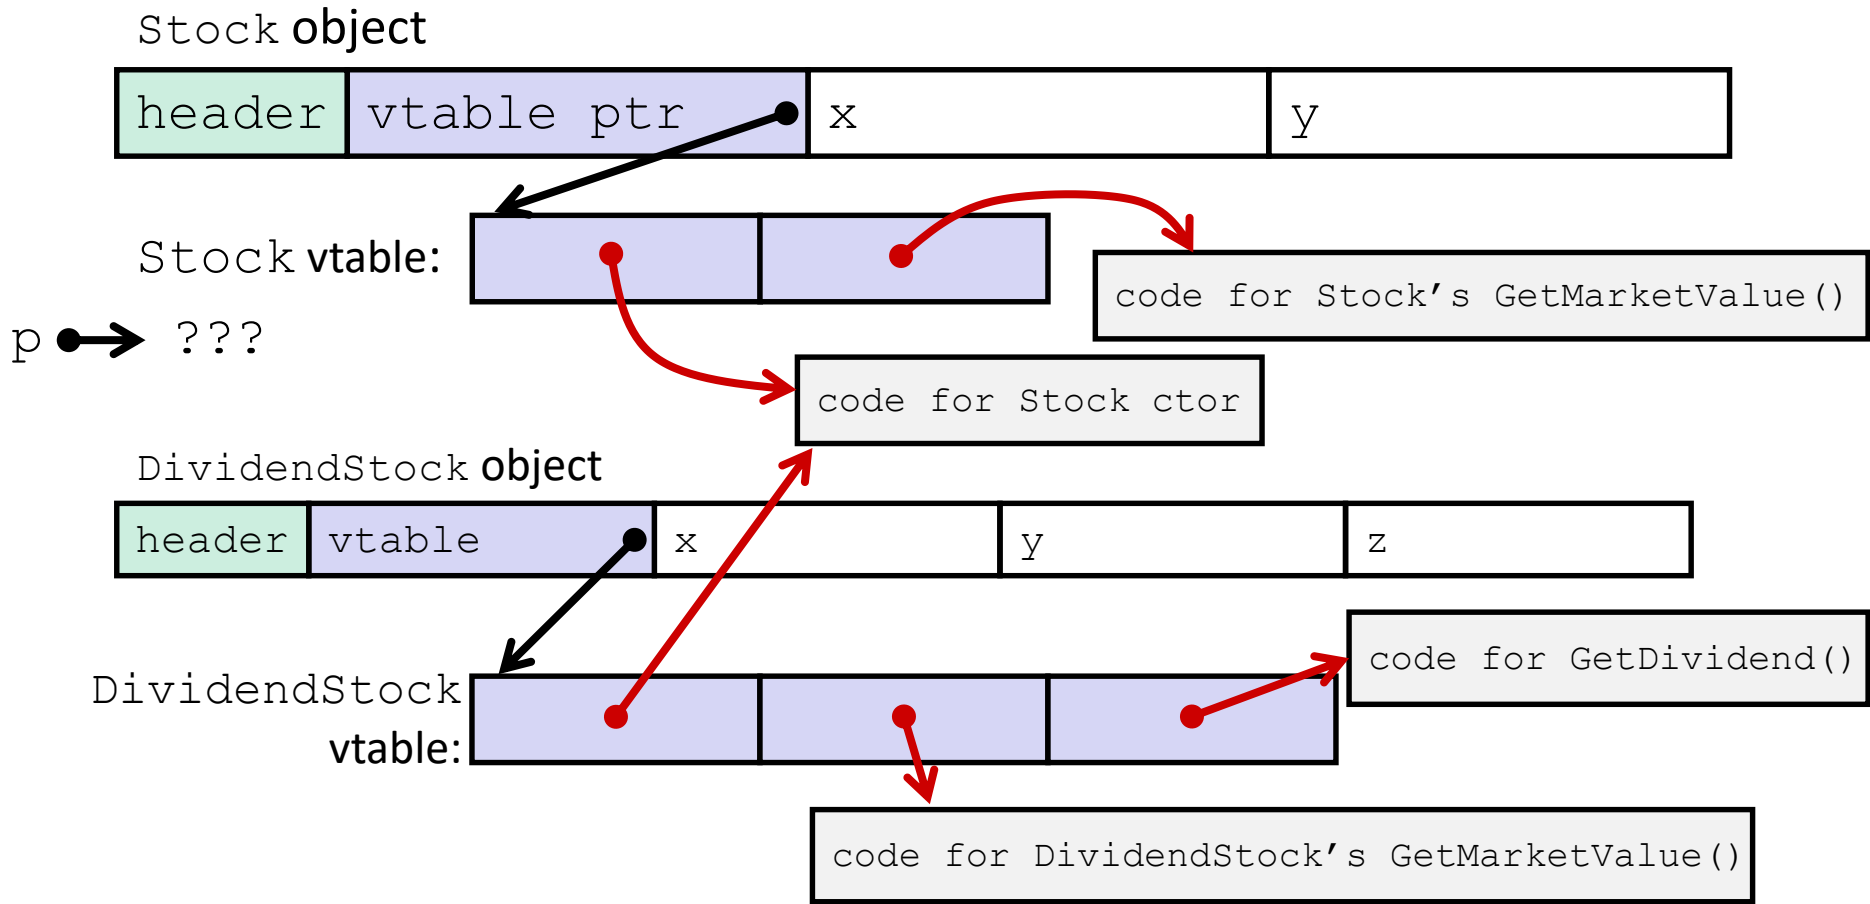 Stock object
header vtable ptr x y
Stock vtable:
code for Stock's GetMarketValue()
p ???
code for Stock ctor
DividendStock object
header vtable x y z
code for GetDividend()
DividendStock
vtable:
code for DividendStock's GetMarketValue()